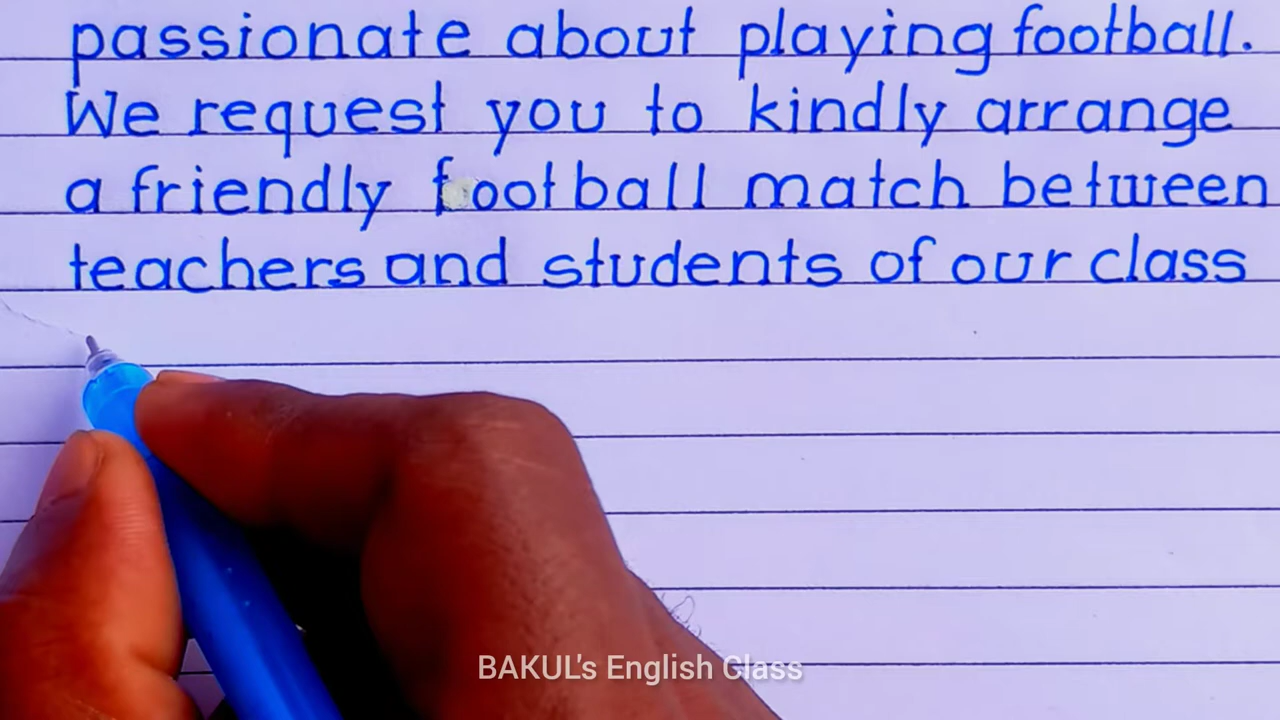 passionate about playing football.
We request you to kindly arrange
a friendly football match between
teachers and students of our class
BAKUL's English Class